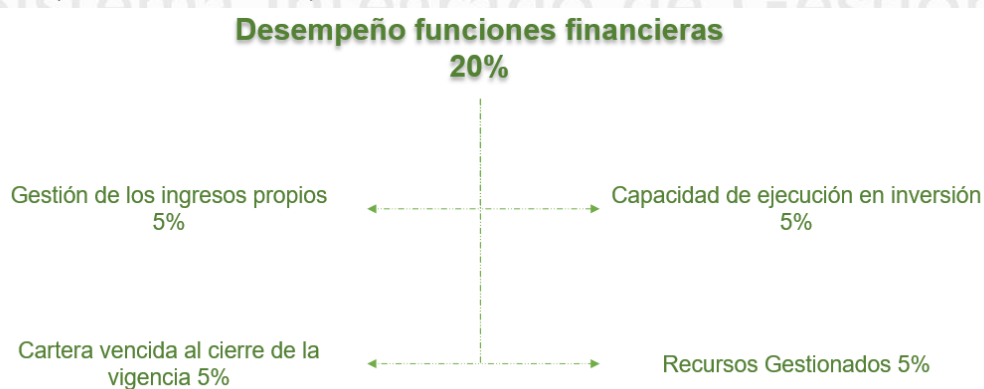 Desempeño funciones financieras
20%
Gestión de los ingresos propios
5%
Capacidad de ejecución en inversión
5%
Cartera vencida al cierre de la
vigencia 5%
Recursos Gestionados 5%